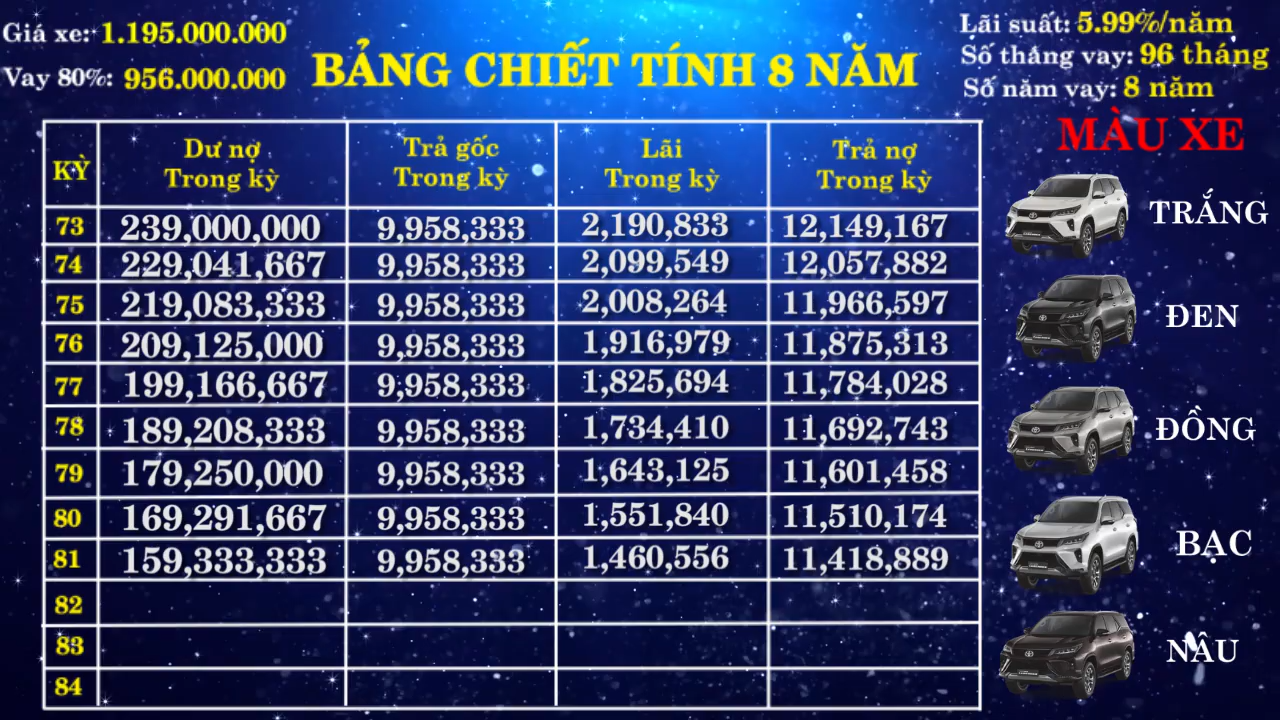 Giá xe: 1.195.000.000
Vay 80%: 956.000.000
BẢNG CHIẾT TÍNH 8 NĂM
Lãi suất: 5.99%/năm
Số tháng vay: 96 tháng
Số năm vay: 8 năm
KỲ Dư nợ Trong kỳ Trả gốc Trong kỳ Lãi Trong kỳ Trả nợ Trong kỳ
73 239,000,000 9,958,333 2,190,833 12,149,167
74 229,041,667 9,958,333 2,099,549 12,057,882
75 219,083,333 9,958,333 2,008,264 11,966,597
76 209,125,000 9,958,333 1,916,979 11,875,313
77 199,166,667 9,958,333 1,825,694 11,784,028
78 189,208,333 9,958,333 1,734,410 11,692,743
79 179,250,000 9,958,333 1,643,125 11,601,458
80 169,291,667 9,958,333 1,551,840 11,510,174
81 159,333,333 9,958,333 1,460,556 11,418,889
82
83
84
MÀU XE
TRẮNG
ĐEN
ĐỒNG
BẠC
NÂU